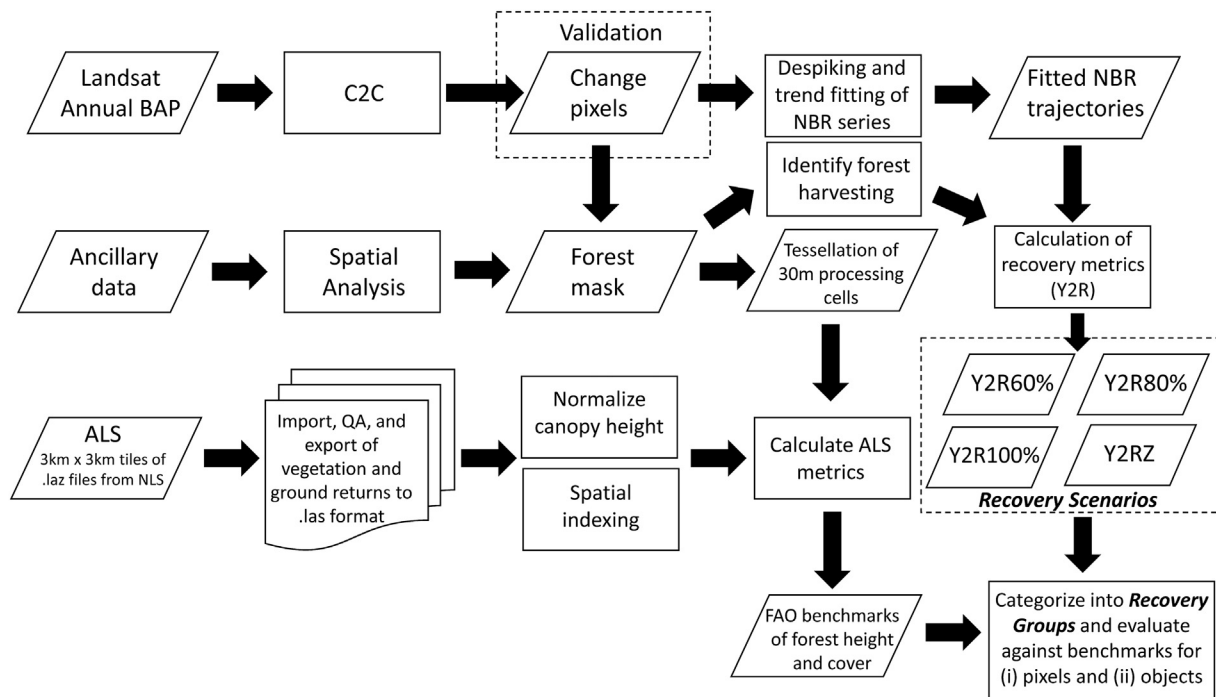 Validation
Landsat
Annual BAP
C2C
Change
pixels
Despiking and
trend fitting of
NBR series
Fitted NBR
trajectories
Identify forest
harvesting
Ancillary
data
Spatial
Analysis
Forest
mask
Tessellation of
30m processing
cells
Calculation of
recovery metrics
(Y2R)
Y2R60%
Y2R80%
Y2R100%
Y2RZ
Recovery Scenarios
ALS
3km x 3km tiles of
.laz files from NLS
Import, QA, and
export of
vegetation and
ground returns to
.las format
Normalize
canopy height
Spatial
indexing
Calculate ALS
metrics
FAO benchmarks
of forest height
and cover
Categorize into Recovery
Groups and evaluate
against benchmarks for
(i) pixels and (ii) objects